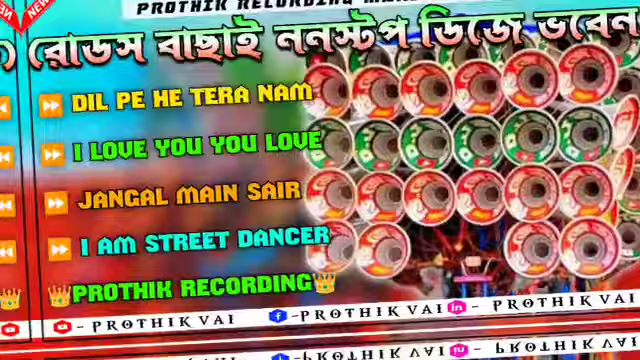 PROTHIK RECORDING
রোডস বাছাই ননস্টপ ডিজে ভবেন
DIL PE HE TERA NAM
I LOVE YOU YOU LOVE
JANGAL MAIN SAIR
I AM STREET DANCER
PROTHIK RECORDING
- PROTHIK VAI -PROTHIK VAI - PROTHIK VAI